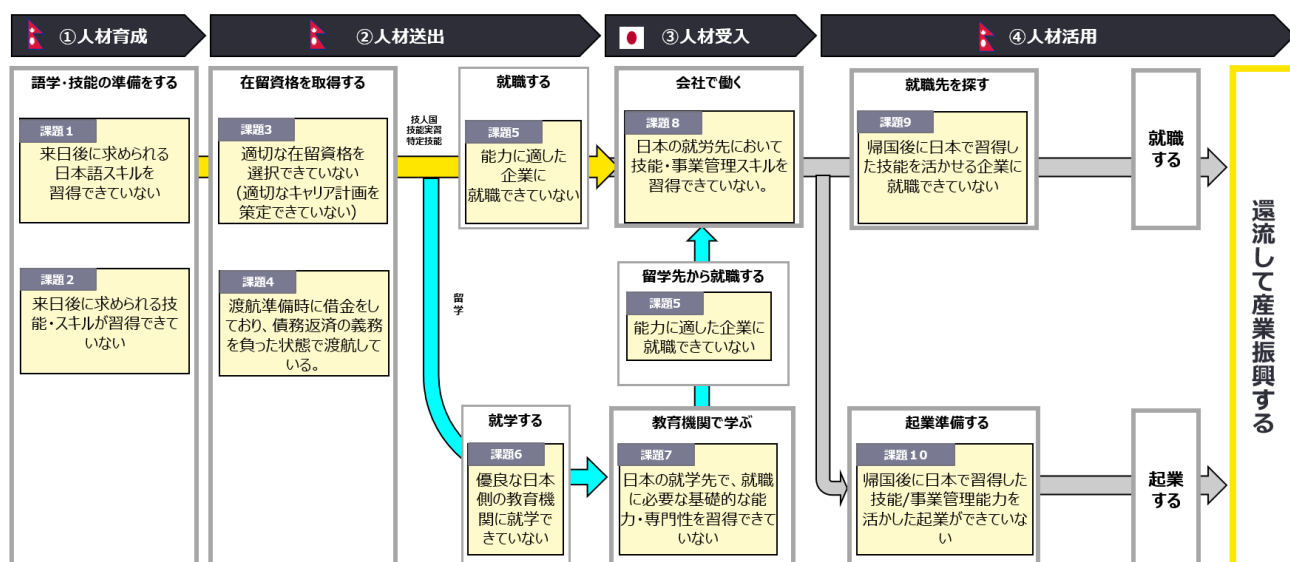 ①人材育成
②人材送出
③人材受入
④人材活用
語学・技能の準備をする
課題1
来日後に求められる
日本語スキルを
習得できていない
課題2
来日後に求められる技
能・スキルが習得できて
いない
在留資格を取得する
課題3
適切な在留資格を
選択できていない
(適切なキャリア計画を
策定できていない)
課題4
渡航準備時に借金をし
ており、債務返済の義務
を負った状態で渡航して
いる。
技人国
技能実習
特定技能
留学
就職する
課題5
能力に適した
企業に
就職できていない
就学する
課題6
優良な日本
側の教育機
関に就学で
きていない
会社で働く
課題8
日本の就労先において
技能・事業管理スキルを
習得できていない。
留学先から就職する
課題5
能力に適した企業に
就職できていない
教育機関で学ぶ
課題7
日本の就学先で、就職
に必要な基礎的な能
力・専門性を習得できて
いない
就職先を探す
課題9
帰国後に日本で習得し
た技能を活かせる企業に
就職できていない
起業準備する
課題10
帰国後に日本で習得した
技能/事業管理能力を
活かした起業ができていな
い
就職
する
起業
する
還流して産業振興する